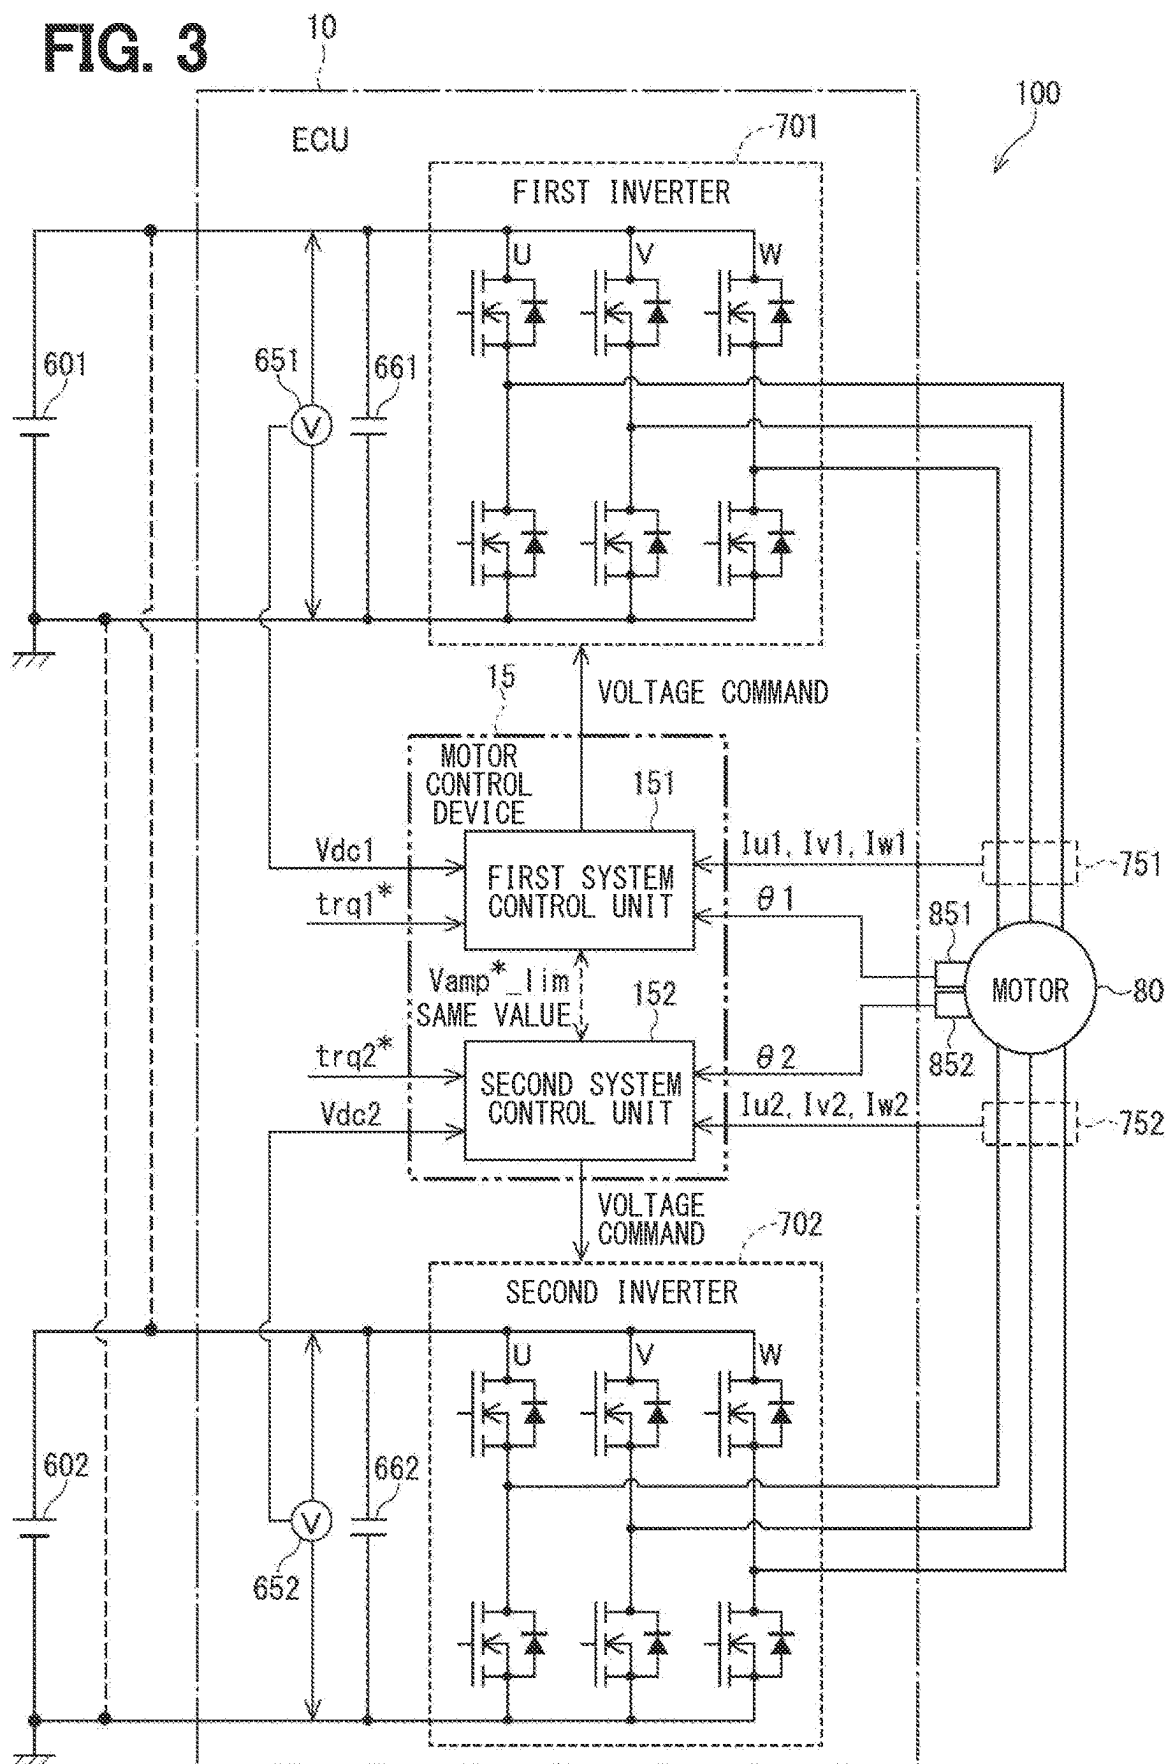 FIG. 3
10
100
ECU
701
FIRST INVERTER
U
V
W
601
651
661
V
15
VOLTAGE COMMAND
MOTOR
CONTROL
DEVICE
151
Vdc1
Iu1, Iv1, Iw1
751
FIRST SYSTEM
CONTROL UNIT
trq1*
θ1
851
Vamp*_lim
SAME VALUE
152
MOTOR
80
trq2*
θ2
852
SECOND SYSTEM
CONTROL UNIT
Vdc2
Iu2, Iv2, Iw2
752
VOLTAGE
COMMAND
702
SECOND INVERTER
U
V
W
602
662
V
652